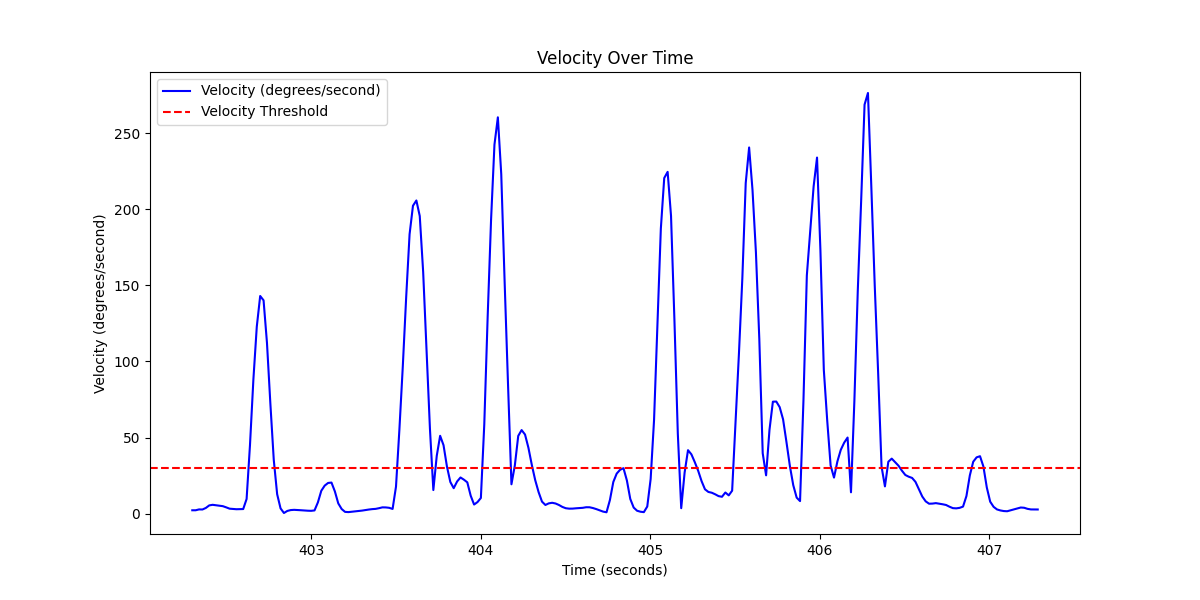 Velocity Over Time
Velocity (degrees/second)
Velocity Threshold
250
200
150
100
50
0
Velocity (degrees/second)
403 404 405 406 407
Time (seconds)